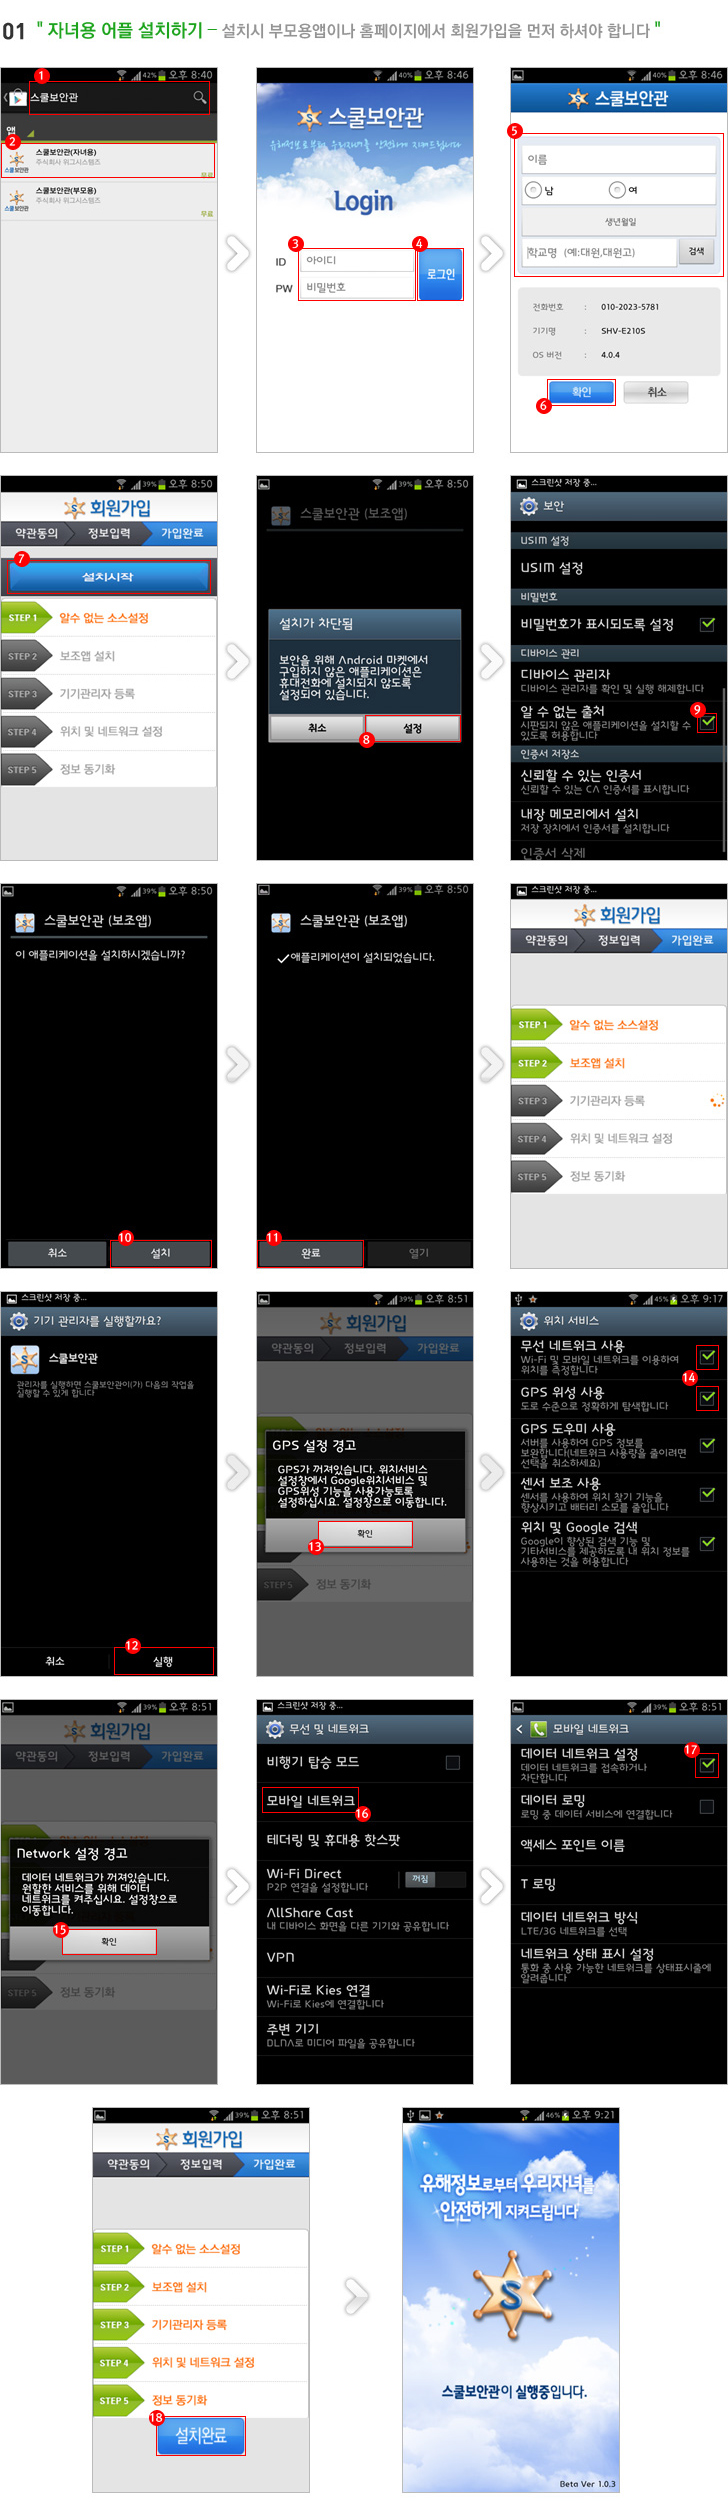 01 " 자녀용 어플 설치하기 – 설치시 부모용앱이나 홈페이지에서 회원가입을 먼저 하셔야 합니다 "
42% 오후 8:40
1
스쿨보안관
앱
2
스쿨보안관(자녀용)
주식회사 위그시스템즈
무료
스쿨보안관
스쿨보안관(부모용)
주식회사 위그시스템즈
무료
스쿨보안관
40% 오후 8:46
스쿨보안관
유해정보로부터 우리자녀를 안전하게 지켜드립니다
Login
3 4
ID 아이디
PW 비밀번호
로그인
40% 오후 8:46
스쿨보안관
5
이름
남 여
생년월일
학교명 (예:대원,대원고) 검색
전화번호 : 010-2023-5781
기기명 : SHV-E210S
OS 버전 : 4.0.4
확인 취소
6
39% 오후 8:50
회원가입
약관동의 정보입력 가입완료
7
설치시작
STEP 1 알수 없는 소스설정
STEP 2 보조앱 설치
STEP 3 기기관리자 등록
STEP 4 위치 및 네트워크 설정
STEP 5 정보 동기화
39% 오후 8:50
스쿨보안관 (보조앱)
설치가 차단됨
보안을 위해 Android 마켓에서
구입하지 않은 애플리케이션은
휴대전화에 설치되지 않도록
설정되어 있습니다.
취소 설정
8
스크린샷 저장 중...
보안
USIM 설정
USIM 설정
비밀번호
비밀번호가 표시되도록 설정
디바이스 관리
디바이스 관리자
디바이스 관리자를 확인 및 실행 해제합니다
알 수 없는 출처
9
시판되지 않은 애플리케이션을 설치할 수
있도록 허용합니다
인증서 저장소
신뢰할 수 있는 인증서
신뢰할 수 있는 CA 인증서를 표시합니다
내장 메모리에서 설치
저장 장치에서 인증서를 설치합니다
인증서 삭제
39% 오후 8:50
스쿨보안관 (보조앱)
이 애플리케이션을 설치하시겠습니까?
10
취소 설치
39% 오후 8:50
스쿨보안관 (보조앱)
애플리케이션이 설치되었습니다.
11
완료 열기
스크린샷 저장 중...
회원가입
약관동의 정보입력 가입완료
STEP 1 알수 없는 소스설정
STEP 2 보조앱 설치
STEP 3 기기관리자 등록
STEP 4 위치 및 네트워크 설정
STEP 5 정보 동기화
스크린샷 저장 중...
기기 관리자를 실행할까요?
스쿨보안관
관리자를 실행하면 스쿨보안관이(가) 다음의 작업을
실행할 수 있게 합니다
12
취소 실행
39% 오후 8:51
회원가입
약관동의 정보입력 가입완료
GPS 설정 경고
GPS가 꺼져있습니다. 위치서비스
설정창에서 Google위치서비스 및
GPS위성 기능을 사용가능토록
설정하십시요. 설정창으로 이동합니다.
확인
13
STEP 5 정보 동기화
45% 오후 9:17
위치 서비스
무선 네트워크 사용
Wi-Fi 및 모바일 네트워크를 이용하여
위치를 측정합니다
14
GPS 위성 사용
도로 수준으로 정확하게 탐색합니다
GPS 도우미 사용
서버를 사용하여 GPS 정보를
보완합니다(네트워크 사용량을 줄이려면
선택을 취소하세요)
센서 보조 사용
센서를 사용하여 위치 찾기 기능을
향상시키고 배터리 소모를 줄입니다
위치 및 Google 검색
Google이 향상된 검색 기능 및
기타서비스를 제공하도록 내 위치 정보를
사용하는 것을 허용합니다
39% 오후 8:51
회원가입
약관동의 정보입력 가입완료
Network 설정 경고
데이터 네트워크가 꺼져있습니다.
원할한 서비스를 위해 데이터
네트워크를 켜주십시요. 설정창으로
이동합니다.
15
확인
STEP 5 정보 동기화
스크린샷 저장 중...
무선 및 네트워크
비행기 탑승 모드
모바일 네트워크
16
테더링 및 휴대용 핫스팟
Wi-Fi Direct
P2P 연결을 설정합니다
꺼짐
AllShare Cast
내 디바이스 화면을 다른 기기와 공유합니다
VPN
Wi-Fi로 Kies 연결
Wi-Fi로 Kies에 연결합니다
주변 기기
DLNA로 미디어 파일을 공유합니다
39% 오후 8:51
모바일 네트워크
데이터 네트워크 설정
17
데이터 네트워크를 접속하거나
차단합니다
데이터 로밍
로밍 중 데이터 서비스에 연결합니다
액세스 포인트 이름
T 로밍
데이터 네트워크 방식
LTE/3G 네트워크를 선택
네트워크 상태 표시 설정
통화 중 사용 가능한 네트워크를 상태표시줄에
알려줍니다
39% 오후 8:51
회원가입
약관동의 정보입력 가입완료
STEP 1 알수 없는 소스설정
STEP 2 보조앱 설치
STEP 3 기기관리자 등록
STEP 4 위치 및 네트워크 설정
STEP 5 정보 동기화
18
설치완료
46% 오후 9:21
유해정보로부터 우리자녀를
안전하게 지켜드립니다
S
스쿨보안관이 실행중입니다.
Beta Ver 1.0.3